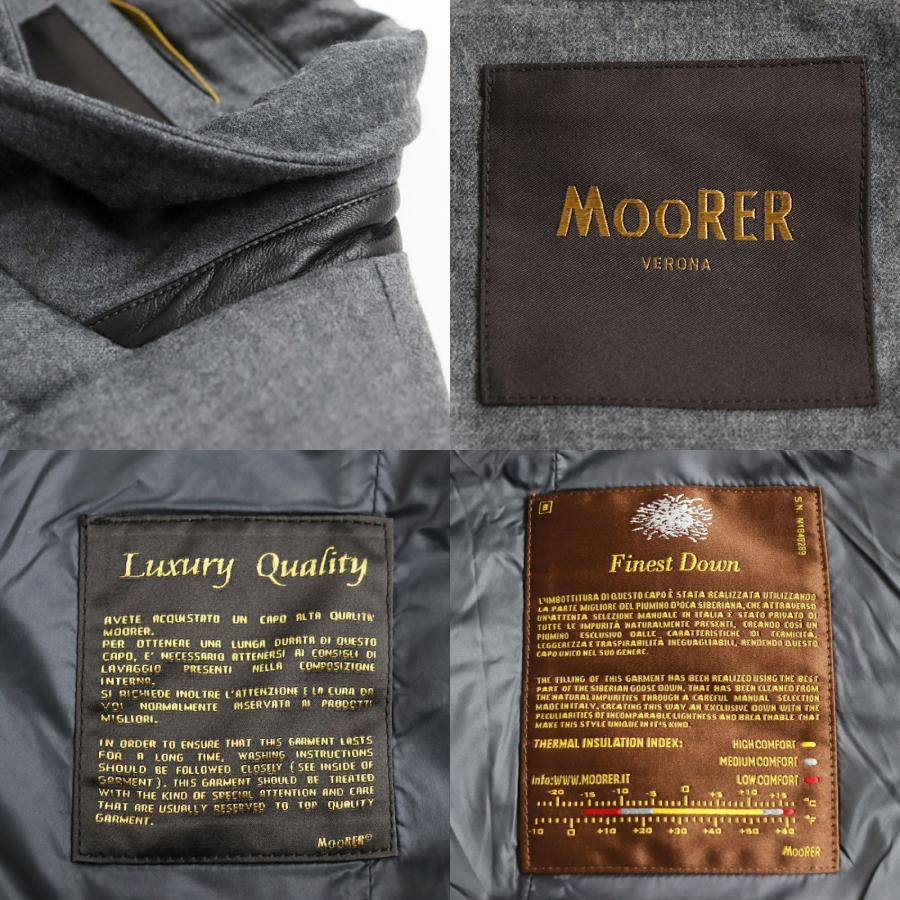 MooRER
VERONA
Luxury Quality
AVETE ACQUISTATO UN CAPO ALTA QUALITA'
MOORER.
PER OTTENERE UNA LUNGA DURATA DI QUESTO
CAPO, E' NECESSARIO ATTENERSI AI CONSIGLI DI
LAVAGGIO PRESENTI NELLA COMPOSIZIONE
INTERNA.
SI RICHIEDE INOLTRE L'ATTENZIONE E LA CURA DA
VOI NORMALMENTE RISERVATA AI PRODOTTI
MIGLIORI.
IN ORDER TO ENSURE THAT THIS GARMENT LASTS
FOR A LONG TIME, WASHING INSTRUCTIONS
SHOULD BE FOLLOWED CLOSELY (SEE INSIDE OF
GARMENT). THIS GARMENT SHOULD BE TREATED
WITH THE KIND OF SPECIAL ATTENTION AND CARE
THAT ARE USUALLY RESERVED TO TOP QUALITY
GARMENT.
MooRER®
8
S.N. M1948289
Finest Down
L'IMBOTTITURA DI QUESTO CAPO È STATA REALIZZATA UTILIZZANDO
LA PARTE MIGLIORE DEL PIUMINO D'OCA SIBERIANA, CHE ATTRAVERSO
UN'ATTENTA SELEZIONE MANUALE IN ITALIA È STATO PRIVATO DI
TUTTE LE IMPURITÀ NATURALMENTE PRESENTI, CREANDO COSÌ UN
PIUMINO ESCLUSIVO DALLE CARATTERISTICHE DI TERMICITÀ,
LEGGEREZZA E TRASPIRABILITÀ INEGUAGLIABILI, RENDENDO QUESTO
CAPO UNICO NEL SUO GENERE.
THE TILLING OF THIS GARMENT HAS BEEN REALIZED USING THE BEST
PART OF THE SIBERIAN GOOSE DOWN, THAT HAS BEEN CLEANED FROM
THE NATURAL IMPURITIES THROUGH A CAREFUL MANUAL SELECTION
MADE IN ITALY, CREATING THIS WAY AN EXCLUSIVE DOWN WITH THE
PECULIARITIES OF INCOMPARABLE LIGHTNESS AND BREATHABLE THAT
MAKE THIS STYLE UNIQUE IN IT'S KIND.
THERMAL INSULATION INDEX: HIGH COMFORT
MEDIUM COMFORT
info:WWW.MOORER.IT LOW COMFORT
-20 -15 -10 -5 0 +5 +10 +15 °C
-10 0 +10 +20 +30 +40 +50 +60 °F
MooRER